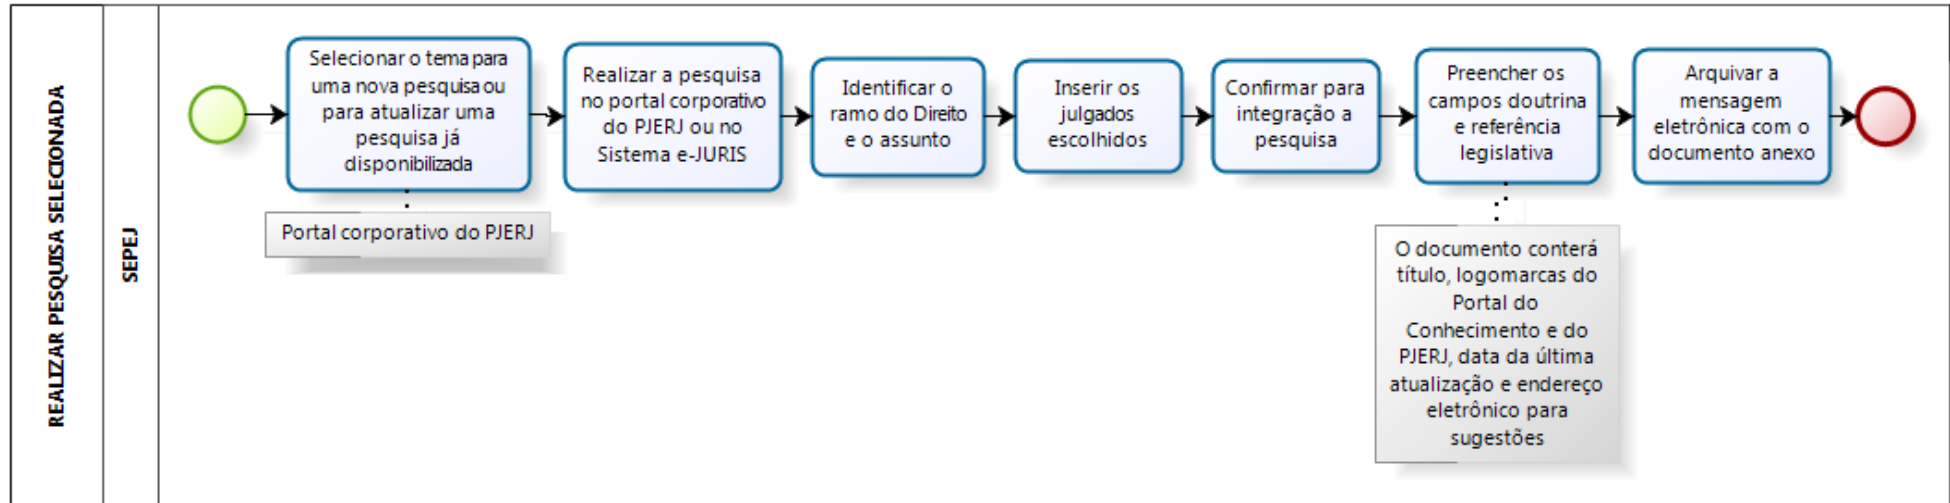 REALIZAR PESQUISA SELECIONADA
SEPEJ
Selecionar o tema para
uma nova pesquisa ou
para atualizar uma
pesquisa já
disponibilizada
Portal corporativo do PJERJ
Realizar a pesquisa
no portal corporativo
do PJERJ ou no
Sistema e-JURIS
Identificar o
ramo do Direito
e o assunto
Inserir os
julgados
escolhidos
Confirmar para
integração a
pesquisa
Preencher os
campos doutrina
e referência
legislativa
O documento conterá
título, logomarcas do
Portal do
Conhecimento e do
PJERJ, data da última
atualização e endereço
eletrônico para
sugestões
Arquivar a
mensagem
eletrônica com o
documento anexo